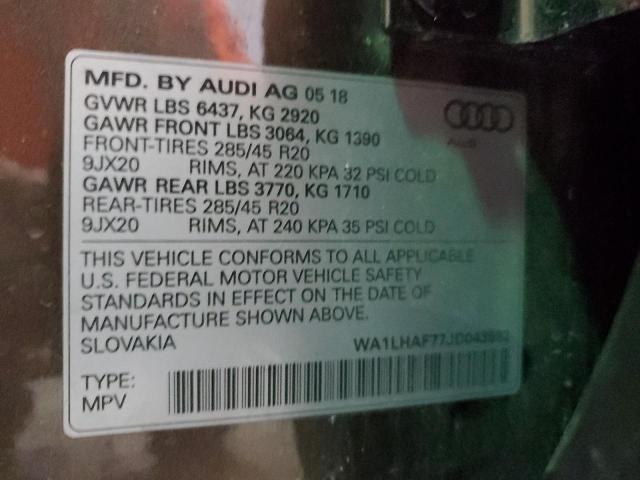 MFD. BY AUDI AG 05 18
GVWR LBS 6437, KG 2920
GAWR FRONT LBS 3064, KG 1390
FRONT-TIRES 285/45 R20
9JX20 RIMS, AT 220 KPA 32 PSI COLD
GAWR REAR LBS 3770, KG 1710
REAR-TIRES 285/45 R20
9JX20 RIMS, AT 240 KPA 35 PSI COLD
Audi
THIS VEHICLE CONFORMS TO ALL APPLICABLE
U.S. FEDERAL MOTOR VEHICLE SAFETY
STANDARDS IN EFFECT ON THE DATE OF
MANUFACTURE SHOWN ABOVE.
SLOVAKIA
TYPE:
MPV